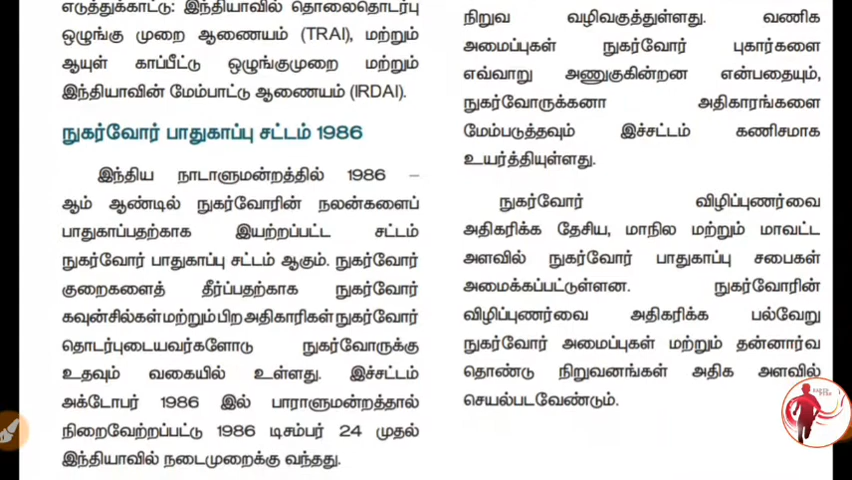 எடுத்துக்காட்டு: இந்தியாவில் தொலைதொடர்பு
ஒழுங்கு முறை ஆணையம் (TRAI), மற்றும்
ஆயுள் காப்பீட்டு ஒழுங்குமுறை மற்றும்
இந்தியாவின் மேம்பாட்டு ஆணையம் (IRDAI).
நுகர்வோர் பாதுகாப்பு சட்டம் 1986
இந்திய நாடாளுமன்றத்தில் 1986 –
ஆம் ஆண்டில் நுகர்வோரின் நலன்களைப்
பாதுகாப்பதற்காக இயற்றப்பட்ட சட்டம்
நுகர்வோர் பாதுகாப்பு சட்டம் ஆகும். நுகர்வோர்
குறைகளைத் தீர்ப்பதற்காக நுகர்வோர்
கவுன்சில்கள் மற்றும் பிற அதிகாரிகள் நுகர்வோர்
தொடர்புடையவர்களோடு நுகர்வோருக்கு
உதவும் வகையில் உள்ளது. இச்சட்டம்
அக்டோபர் 1986 இல் பாராளுமன்றத்தால்
நிறைவேற்றப்பட்டு 1986 டிசம்பர் 24 முதல்
இந்தியாவில் நடைமுறைக்கு வந்தது.
நிறுவ வழிவகுத்துள்ளது. வணிக
அமைப்புகள் நுகர்வோர் புகார்களை
எவ்வாறு அணுகுகின்றன என்பதையும்,
நுகர்வோருக்கனா அதிகாரங்களை
மேம்படுத்தவும் இச்சட்டம் கணிசமாக
உயர்த்தியுள்ளது.
நுகர்வோர் விழிப்புணர்வை
அதிகரிக்க தேசிய, மாநில மற்றும் மாவட்ட
அளவில் நுகர்வோர் பாதுகாப்பு சபைகள்
அமைக்கப்பட்டுள்ளன. நுகர்வோரின்
விழிப்புணர்வை அதிகரிக்க பல்வேறு
நுகர்வோர் அமைப்புகள் மற்றும் தன்னார்வ
தொண்டு நிறுவனங்கள் அதிக அளவில்
செயல்படவேண்டும்.